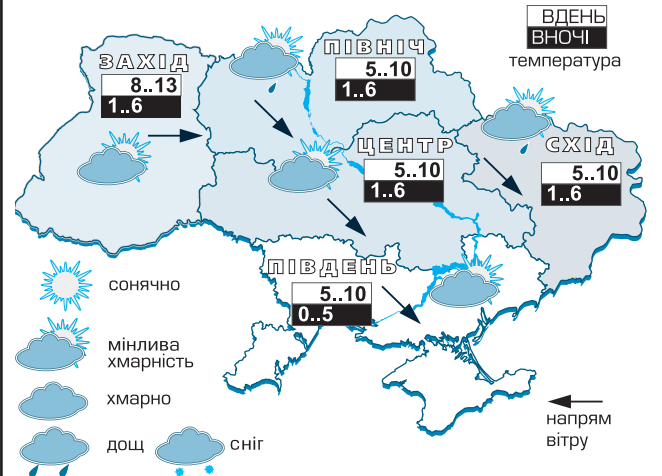 ВДЕНЬ
ВНОЧІ
температура
ПІВНІЧ
5..10
1..6
ЗАХІД
8..13
1..6
ЦЕНТР
5..10
1..6
СХІД
5..10
1..6
ПІВДЕНЬ
5..10
0..5
сонячно
мінлива
хмарність
хмарно
дощ
сніг
напрям
вітру